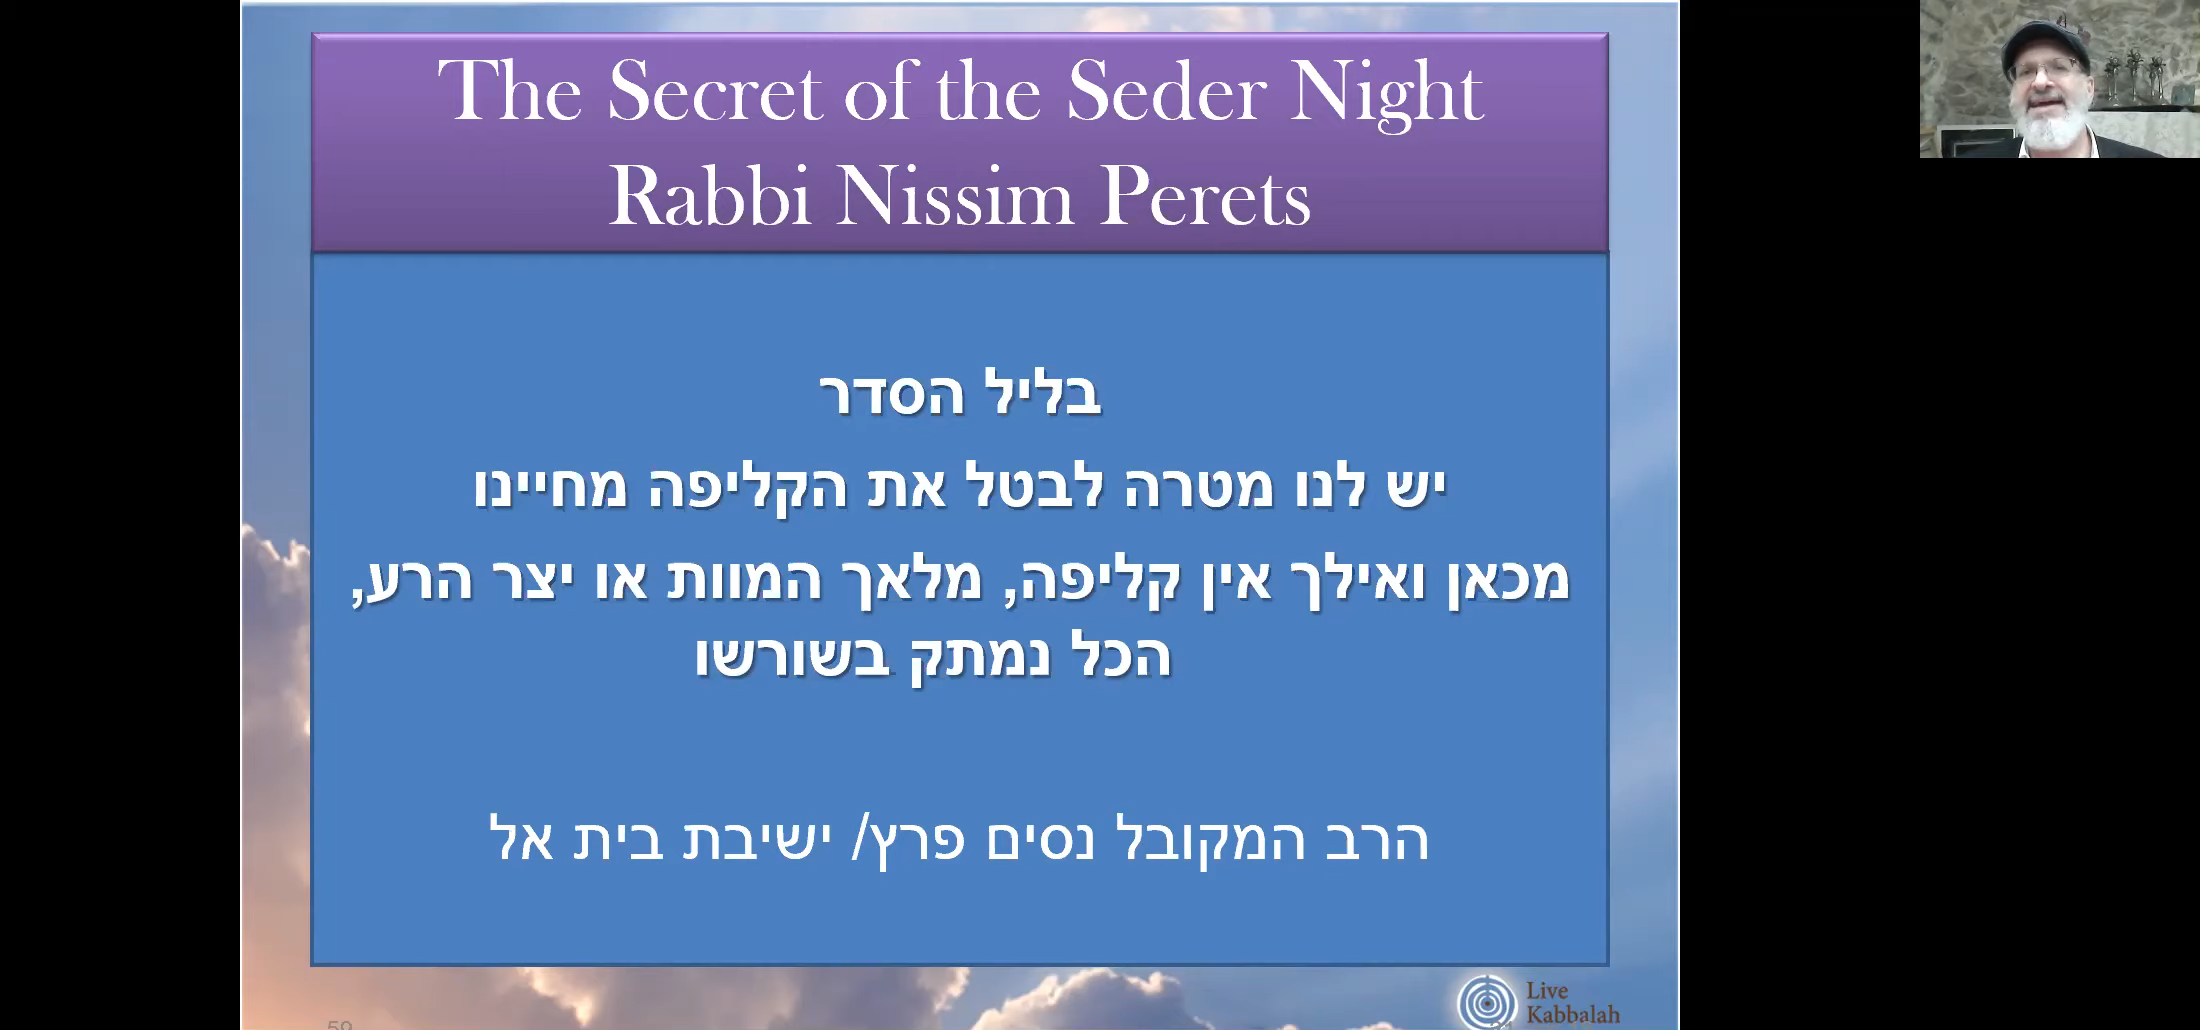 The Secret of the Seder Night
Rabbi Nissim Perets
בליל הסדר
יש לנו מטרה לבטל את הקליפה מחיינו
מכאן ואילך אין קליפה, מלאך המוות או יצר הרע,
הכל נמתק בשורשו
הרב המקובל נסים פרץ/ ישיבת בית אל
Live
Kabbalah
59